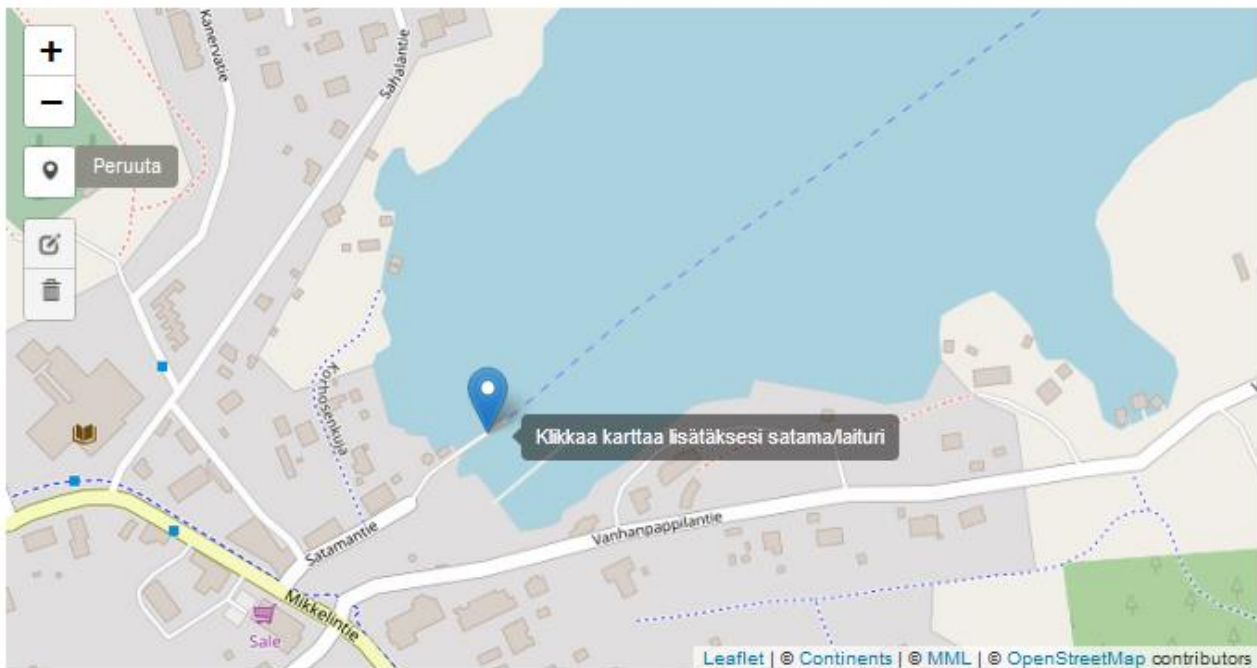 Kanervatie
Sahalantie
+
−
Peruuta
Korhosenkuja
Klikkaa karttaa lisätäksesi satama/laituri
Satamantie
Vanhanpappilantie
Mikkelintie
Sale
Leaflet | © Continents | © MML | © OpenStreetMap contributors